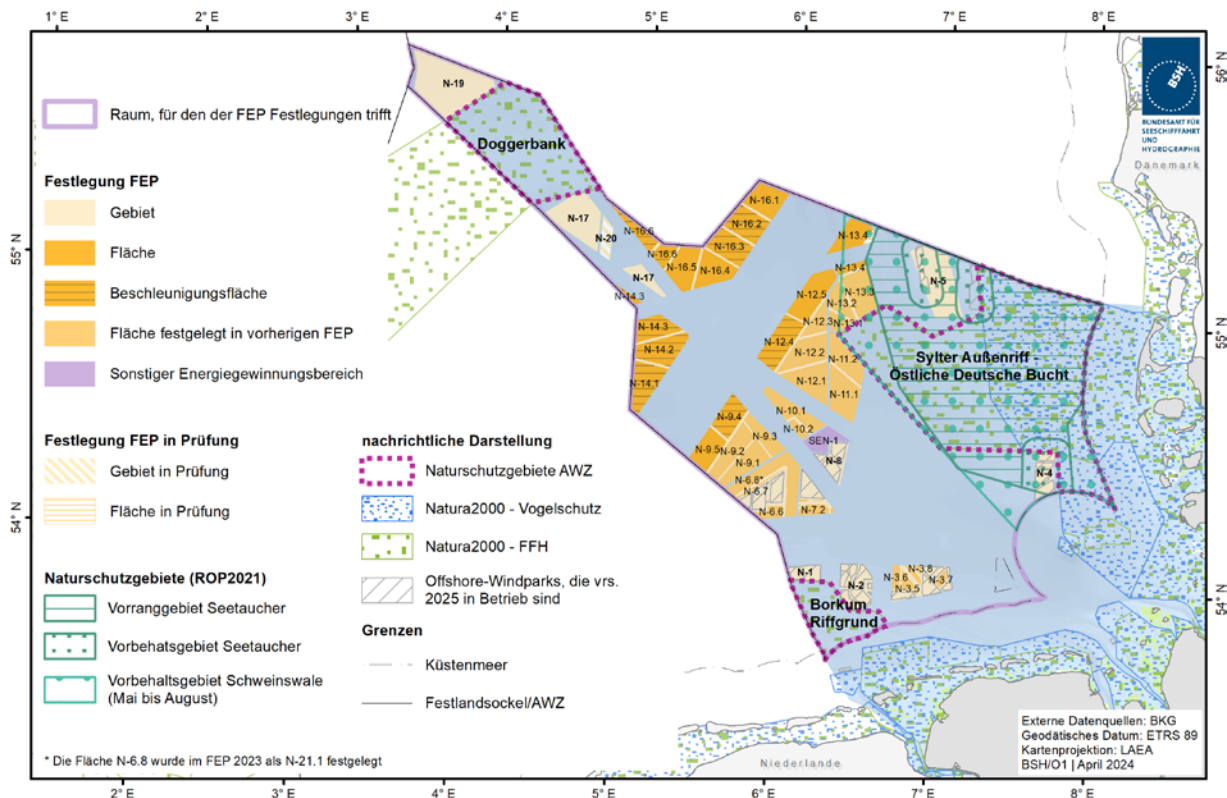 1° E
2° E
3° E
4° E
5° E
6° E
7° E
8° E
56° N
55° N
54° N
Raum, für den der FEP Festlegungen trifft
Festlegung FEP
Gebiet
Fläche
Beschleunigungsfläche
Fläche festgelegt in vorherigen FEP
Sonstiger Energiegewinnungsbereich
Festlegung FEP in Prüfung
Gebiet in Prüfung
Fläche in Prüfung
Naturschutzgebiete (ROP2021)
Vorranggebiet Seetaucher
Vorbehatsgebiet Seetaucher
Vorbehaltsgebiet Schweinswale
(Mai bis August)
nachrichtliche Darstellung
Naturschutzgebiete AWZ
Natura2000 - Vogelschutz
Natura2000 - FFH
Offshore-Windparks, die vrs.
2025 in Betrieb sind
Grenzen
Küstenmeer
Festlandsockel/AWZ
* Die Fläche N-6.8 wurde im FEP 2023 als N-21.1 festgelegt
N-19
Doggerbank
N-17
N-20
N-17
N-14.3
N-16.6
N-16.6
N-16.5
N-16.4
N-16.3
N-16.2
N-16.1
N-14.3
N-14.2
N-14.1
N-13.4
N-13.4
N-13.3
N-13.2
N-13.1
N-12.5
N-12.3
N-12.4
N-12.2
N-12.1
N-11.2
N-11.1
N-5
Sylter Außenriff -
Östliche Deutsche Bucht
N-10.1
N-10.2
SEN-1
N-8
N-9.4
N-9.3
N-9.5
N-9.2
N-9.1
N-6.8*
N-6.7
N-6.6
N-7.2
N-4
N-1
N-2
N-3.8
N-3.6
N-3.7
N-3.5
Borkum
Riffgrund
Niederlande
Dänemark
BSH
BUNDESAMT FÜR
SEESCHIFFFAHRT
UND
HYDROGRAPHIE
Externe Datenquellen: BKG
Geodätisches Datum: ETRS 89
Kartenprojektion: LAEA
BSH/O1 | April 2024
55° N
54° N
2° E
3° E
4° E
5° E
6° E
7° E
8° E